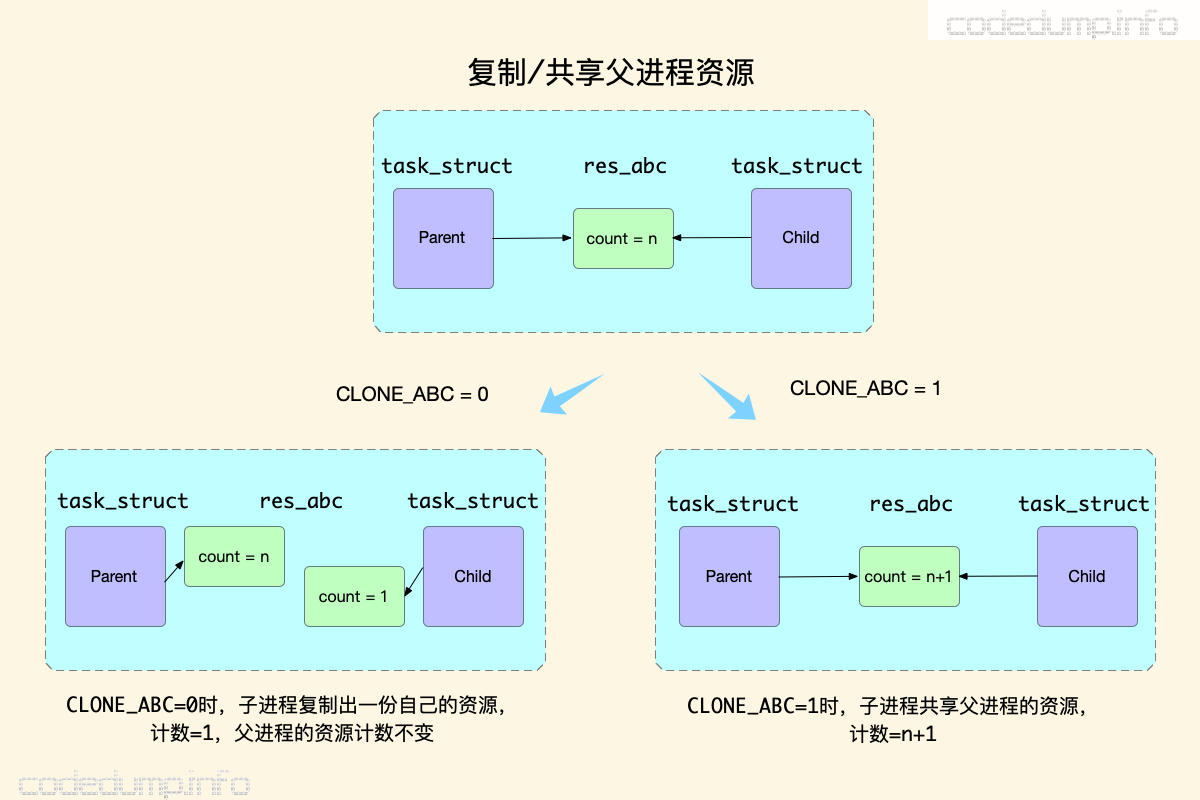 codedump.info
复制/共享父进程资源
task_struct
res_abc
task_struct
Parent
count = n
Child
CLONE_ABC = 0
CLONE_ABC = 1
task_struct
res_abc
task_struct
Parent
count = n
count = 1
Child
task_struct
res_abc
task_struct
Parent
count = n+1
Child
CLONE_ABC=0时，子进程复制出一份自己的资源，
计数=1，父进程的资源计数不变
CLONE_ABC=1时，子进程共享父进程的资源，
计数=n+1
codedump.info